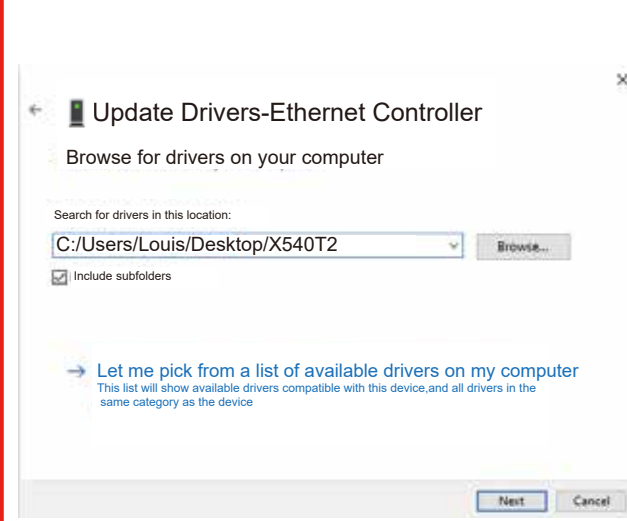 Update Drivers-Ethernet Controller
Browse for drivers on your computer
Search for drivers in this location:
C:/Users/Louis/Desktop/X540T2
Browse...
Include subfolders
Let me pick from a list of available drivers on my computer
This list will show available drivers compatible with this device,and all drivers in the
same category as the device
Next
Cancel